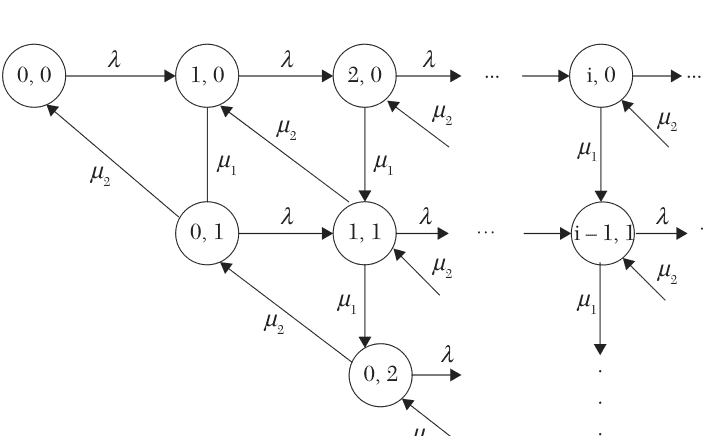 λ λ λ
0, 0 1, 0 2, 0 ... i, 0 ...
μ₂ μ₂
μ₂ μ₂ μ₁ μ₁ μ₁
λ λ λ
0, 1 1, 1 ... i – 1, 1 .
μ₂ μ₂
μ₂ μ₁ μ₁
λ
0, 2 .
.
μ .